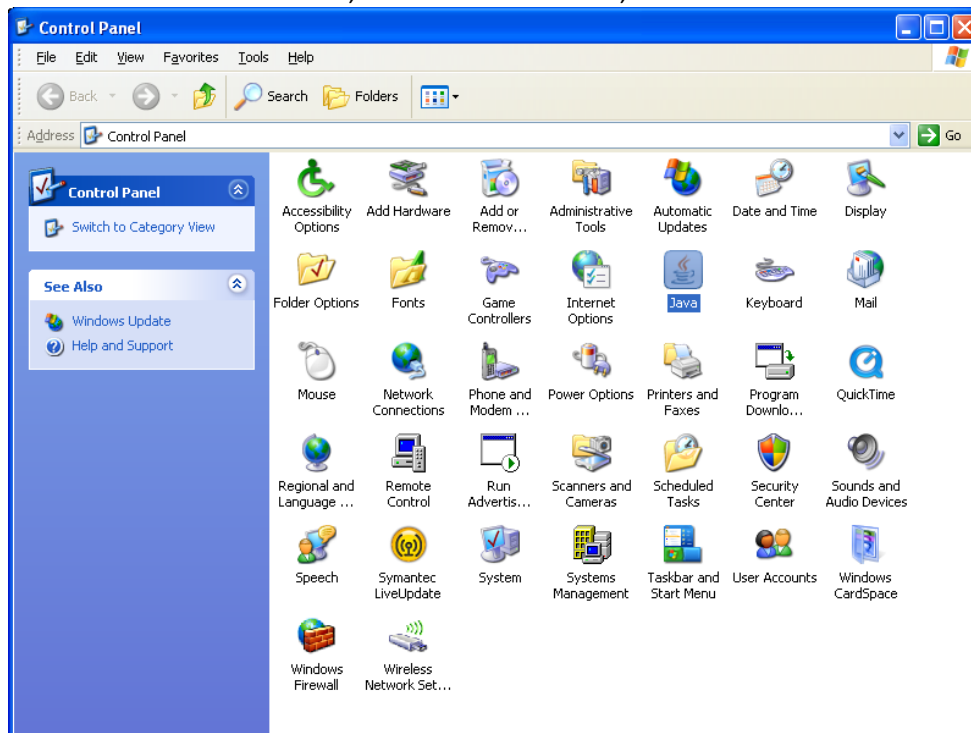 Control Panel
File Edit View Favorites Tools Help
Back Search Folders
Address Control Panel Go
Control Panel
Switch to Category View
See Also
Windows Update
Help and Support
Accessibility Options
Add Hardware
Add or Remov...
Administrative Tools
Automatic Updates
Date and Time
Display
Folder Options
Fonts
Game Controllers
Internet Options
Java
Keyboard
Mail
Mouse
Network Connections
Phone and Modem ...
Power Options
Printers and Faxes
Program Downlo...
QuickTime
Regional and Language ...
Remote Control
Run Advertis...
Scanners and Cameras
Scheduled Tasks
Security Center
Sounds and Audio Devices
Speech
Symantec LiveUpdate
System
Systems Management
Taskbar and Start Menu
User Accounts
Windows CardSpace
Windows Firewall
Wireless Network Set...